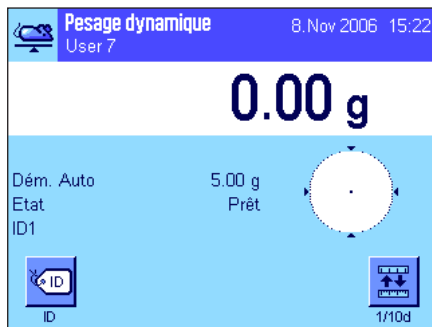 Pesage dynamique 8.Nov 2006 15:22
User 7
0.00 g
Dém. Auto 5.00 g
Etat Prêt
ID1
ID
ID 1/10d